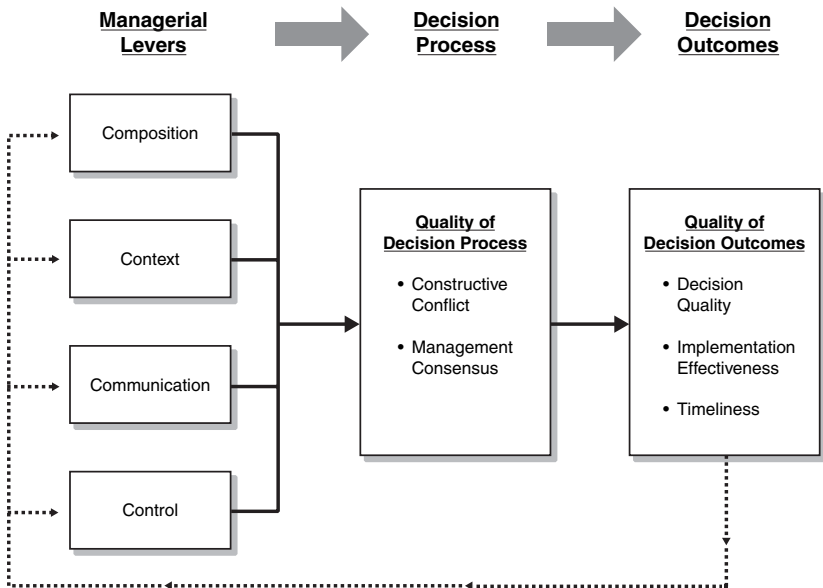 Managerial
Levers
Decision
Process
Decision
Outcomes
Composition
Context
Communication
Control
Quality of
Decision Process
• Constructive
Conflict
• Management
Consensus
Quality of
Decision Outcomes
• Decision
Quality
• Implementation
Effectiveness
• Timeliness